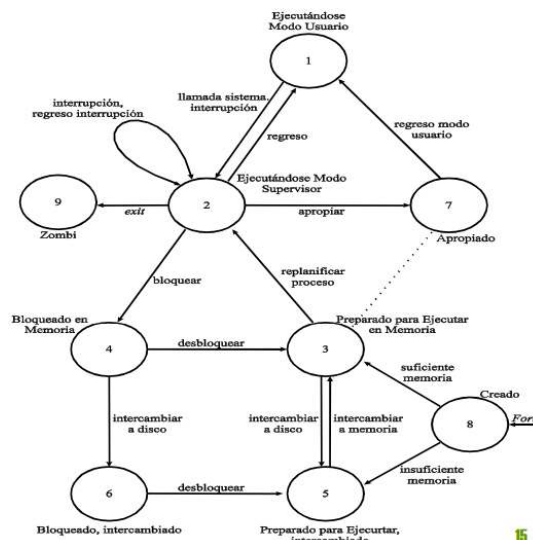 Ejecutándose
Modo Usuario
1
llamada sistema,
interrupción
interrupción,
regreso interrupción
regreso
regreso modo
usuario
Ejecutándose Modo
Supervisor
9
exit
2
apropiar
7
Zombi
Apropiado
bloquear
replanificar
proceso
Bloqueado en
Memoria
Preparado para Ejecutar
en Memoria
4
desbloquear
3
suficiente
memoria
Creado
8
intercambiar
a disco
intercambiar
a disco
intercambiar
a memoria
insuficiente
memoria
6
desbloquear
5
Bloqueado, intercambiado
Preparado para Ejecurtar,
15